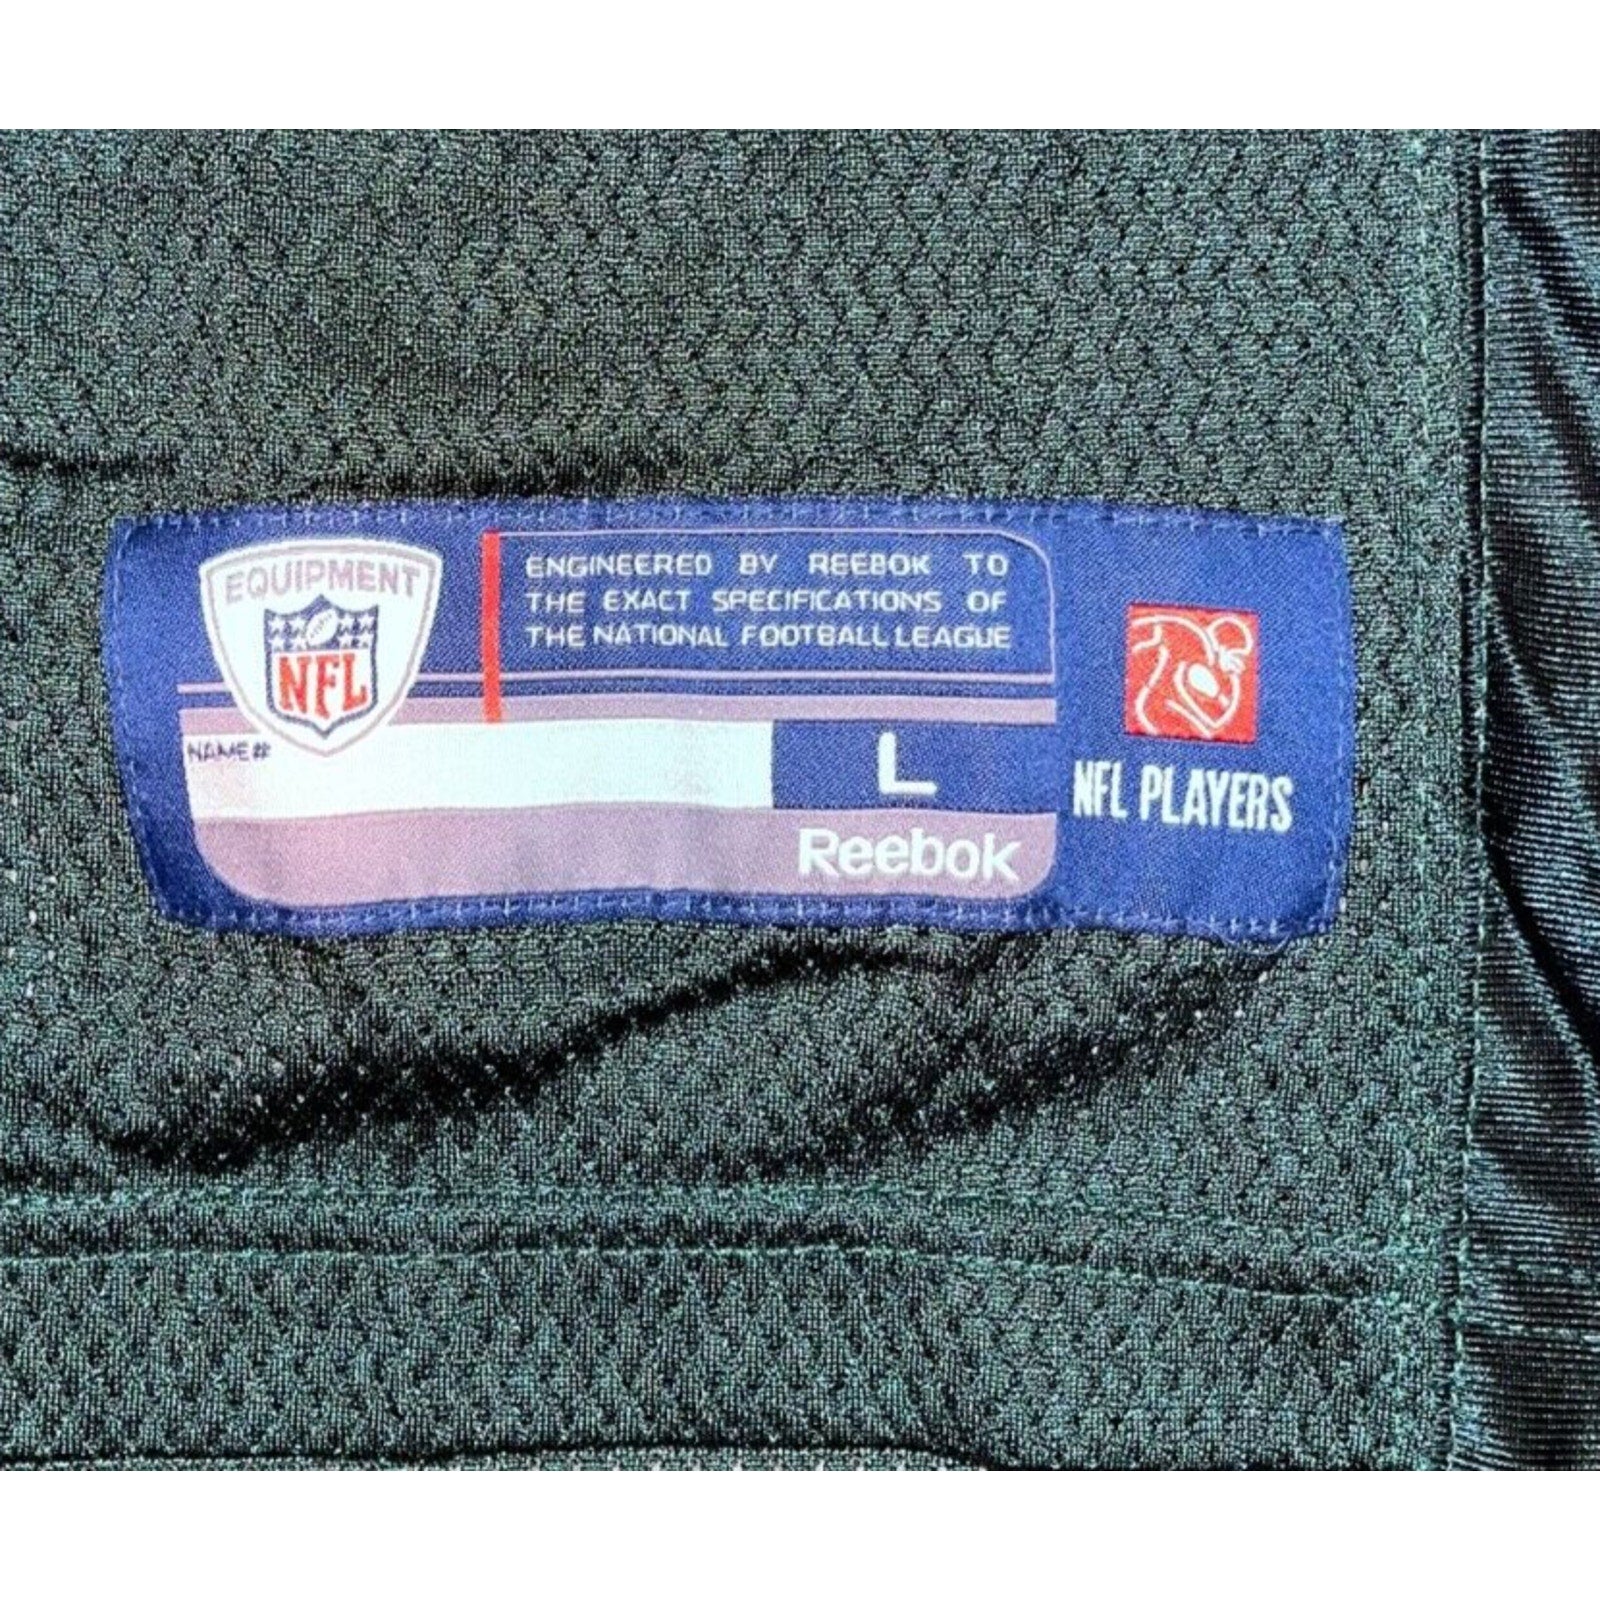 EQUIPMENT
NFL
ENGINEERED BY REEBOK TO
THE EXACT SPECIFICATIONS OF
THE NATIONAL FOOTBALL LEAGUE
NAME#
L
Reebok
NFL PLAYERS